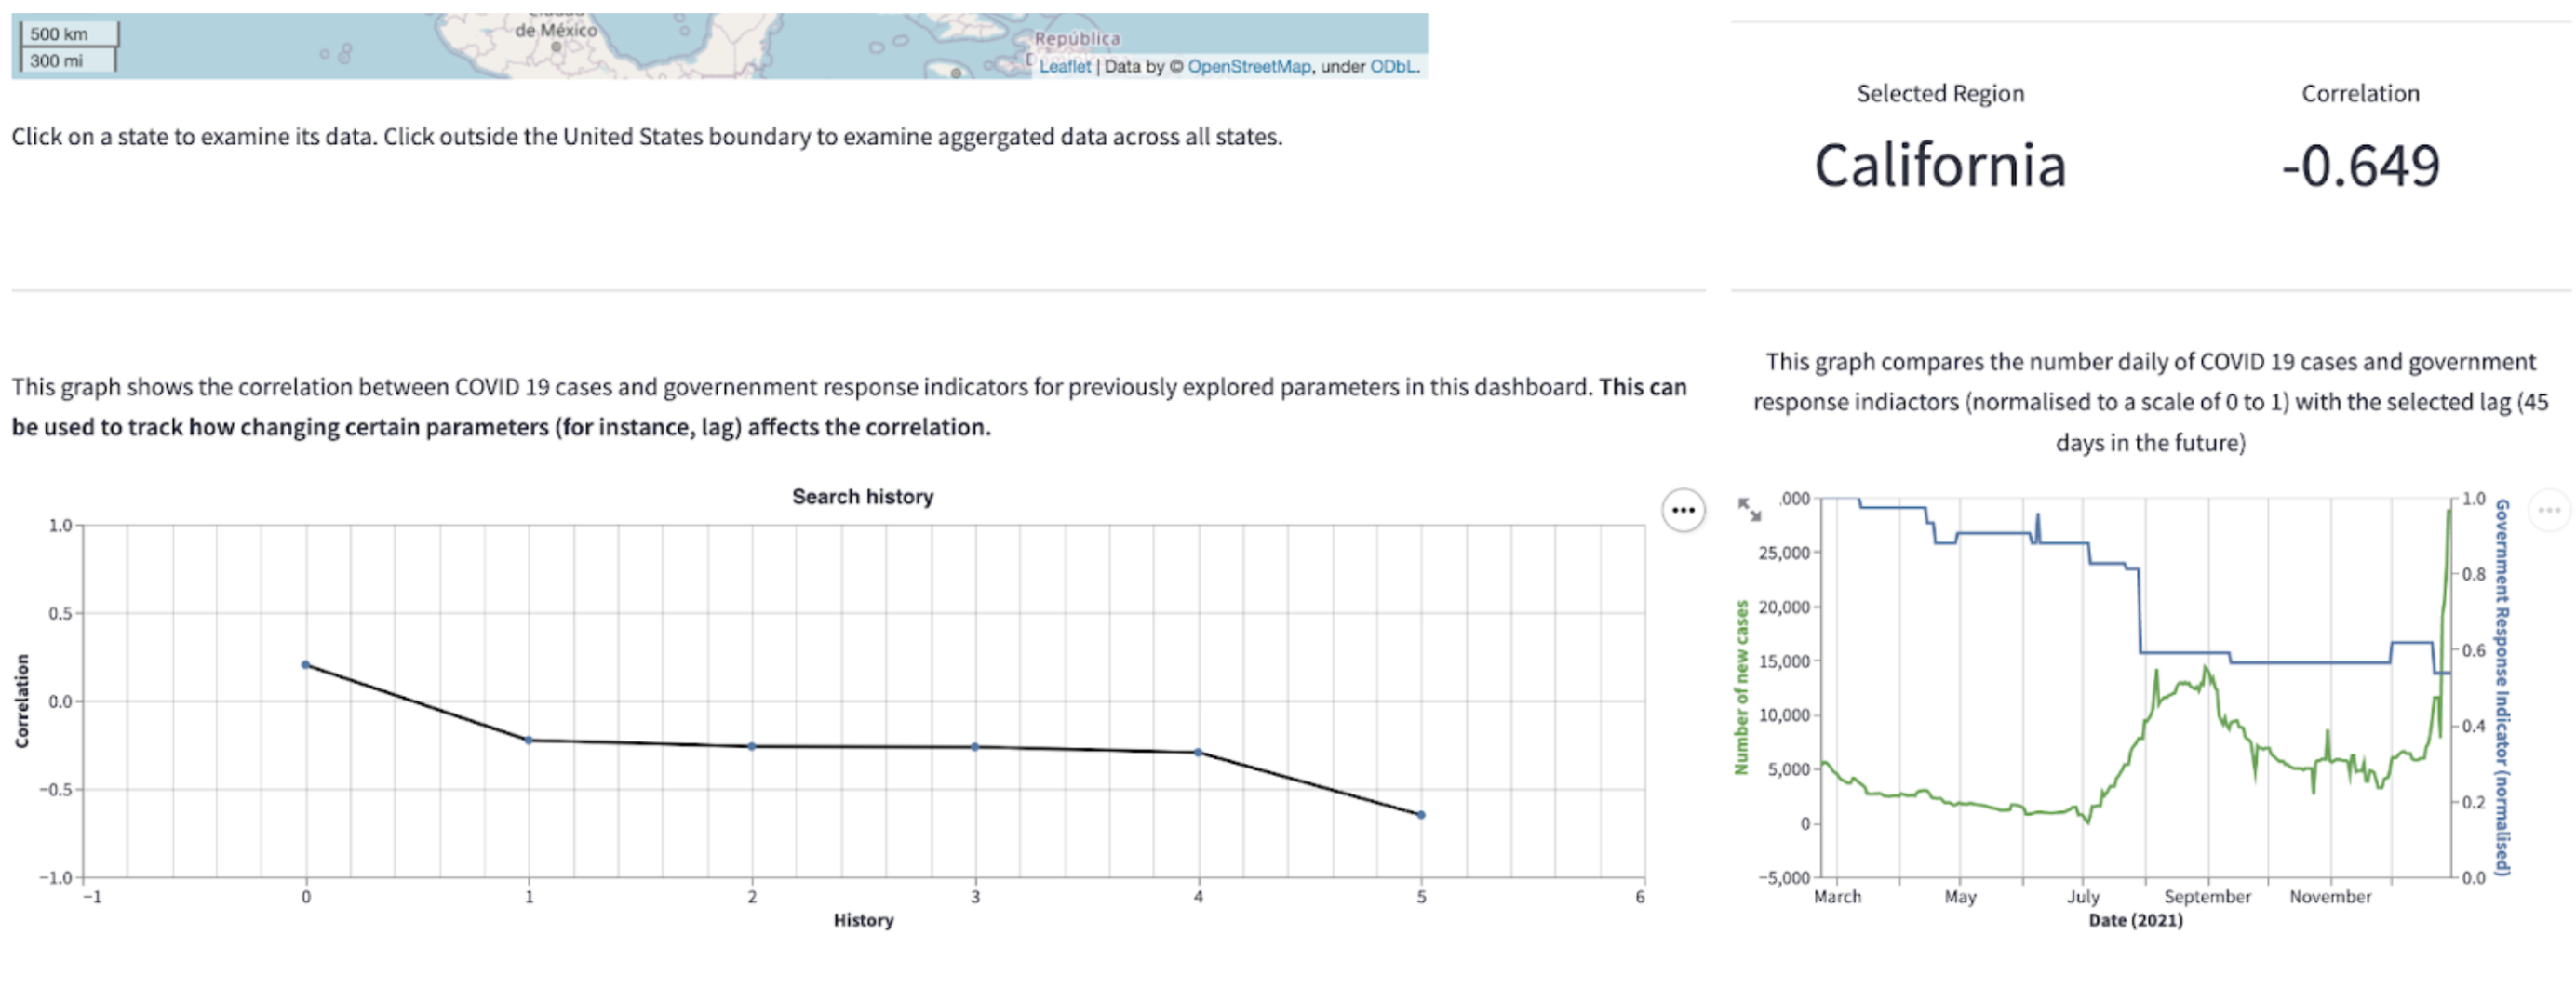 Ciudad
de México
500 km
300 mi
República
Leaflet | Data by © OpenStreetMap, under ODbL.
Click on a state to examine its data. Click outside the United States boundary to examine aggergated data across all states.
Selected Region
California
Correlation
-0.649
This graph shows the correlation between COVID 19 cases and governenment response indicators for previously explored parameters in this dashboard. This can
be used to track how changing certain parameters (for instance, lag) affects the correlation.
Search history
1.0
0.5
0.0
−0.5
−1.0
Correlation
−1
0
1
2
3
4
5
6
History
This graph compares the number daily of COVID 19 cases and government
response indiactors (normalised to a scale of 0 to 1) with the selected lag (45
days in the future)
,000
25,000
20,000
15,000
10,000
5,000
0
−5,000
Number of new cases
1.0
0.8
0.6
0.4
0.2
0.0
Government Response Indicator (normalised)
March
May
July
September
November
Date (2021)